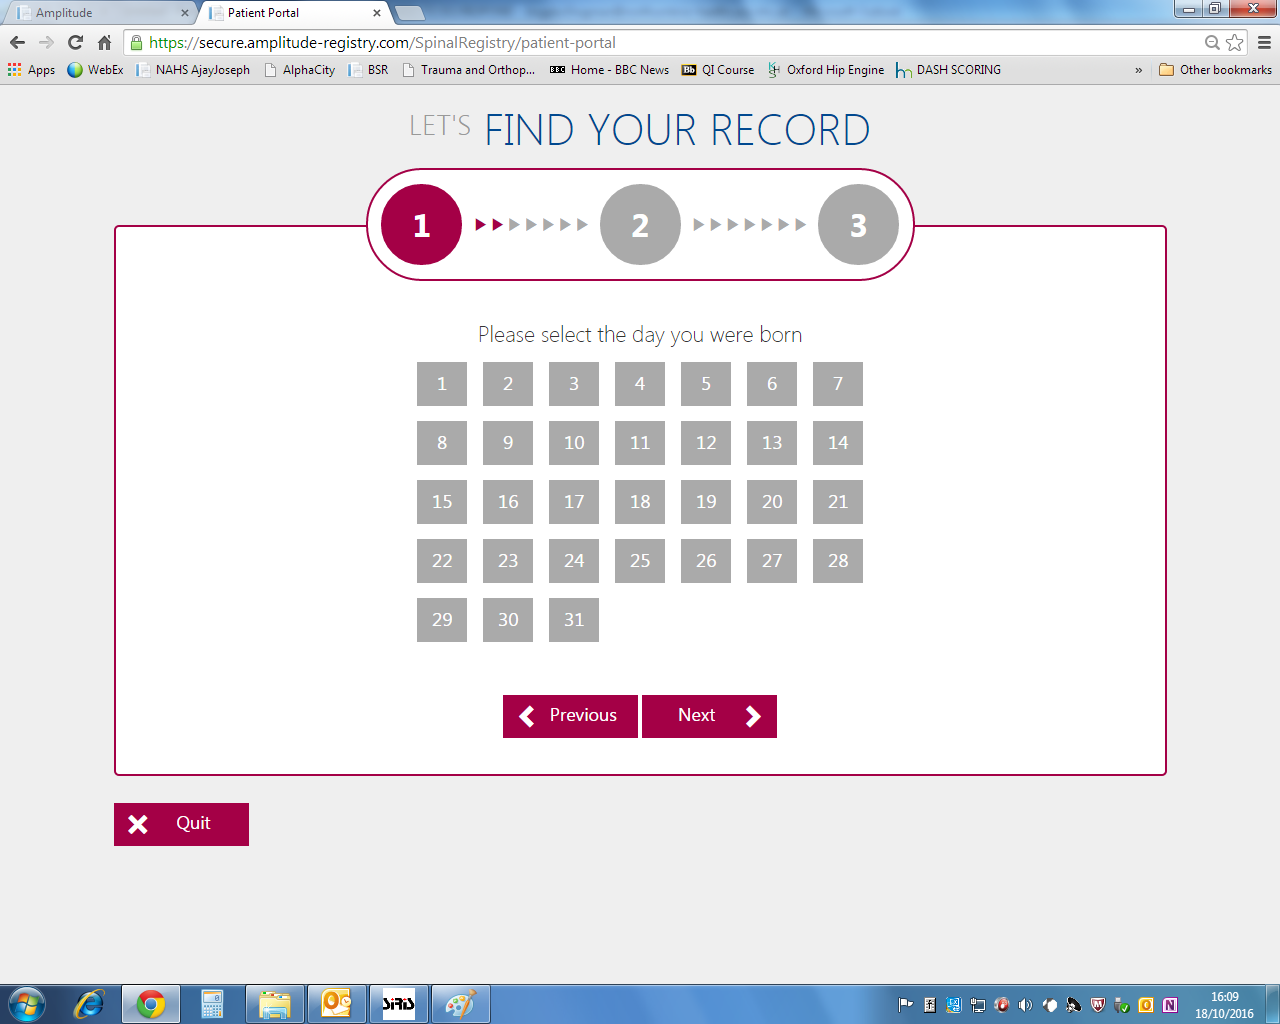 Amplitude
Patient Portal
https://secure.amplitude-registry.com/SpinalRegistry/patient-portal
Apps WebEx NAHS AjayJoseph AlphaCity BSR Trauma and Orthop... BBC Home - BBC News Bb QI Course Oxford Hip Engine DASH SCORING » Other bookmarks
LET'S FIND YOUR RECORD
1 2 3
Please select the day you were born
1 2 3 4 5 6 7
8 9 10 11 12 13 14
15 16 17 18 19 20 21
22 23 24 25 26 27 28
29 30 31
Previous Next
Quit
SiRiS
16:09
18/10/2016